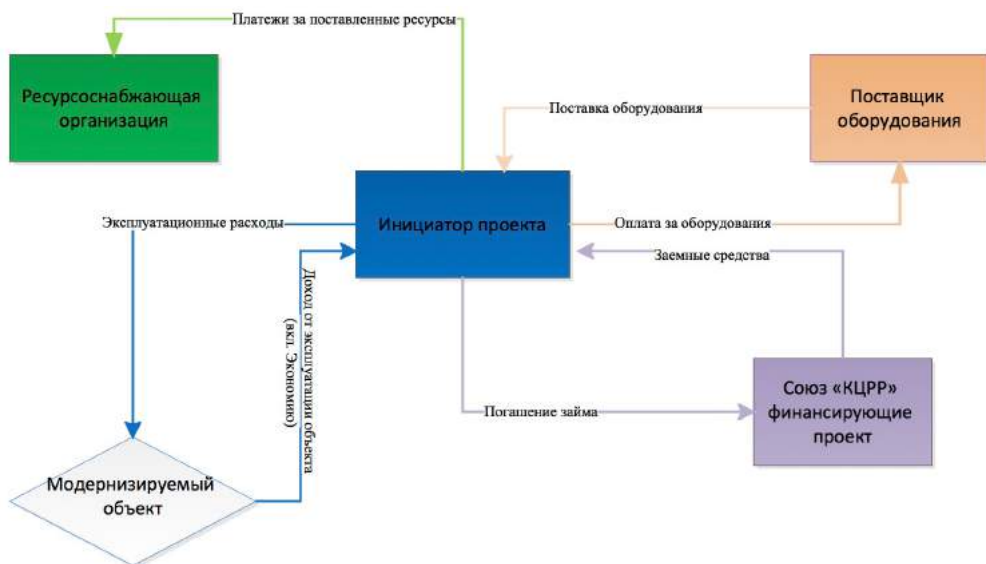 Платежи за поставленные ресурсы
Ресурсоснабжающая
организация
Поставка оборудования
Поставщик
оборудования
Инициатор проекта
Эксплуатационные расходы
Оплата за оборудования
Заемные средства
Доход от эксплуатации объекта
(вкл. Экономию)
Союз «КЦРР»
финансирующие
проект
Погашение займа
Модернизируемый
объект